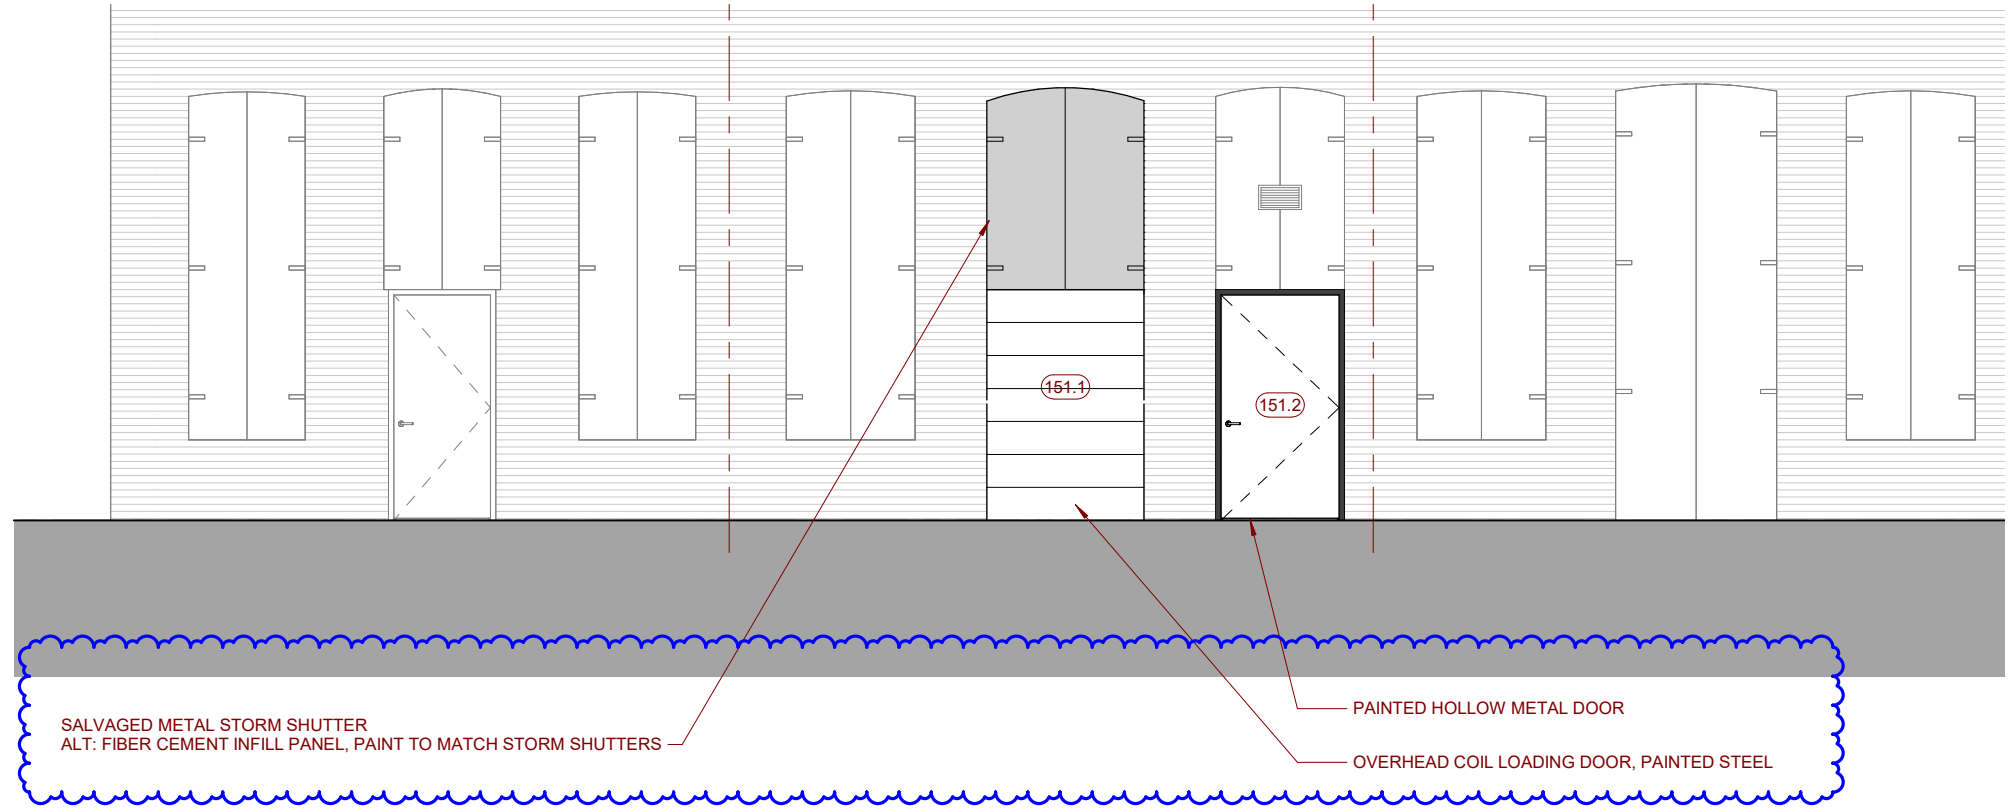 151.1
151.2
SALVAGED METAL STORM SHUTTER
ALT: FIBER CEMENT INFILL PANEL, PAINT TO MATCH STORM SHUTTERS
PAINTED HOLLOW METAL DOOR
OVERHEAD COIL LOADING DOOR, PAINTED STEEL